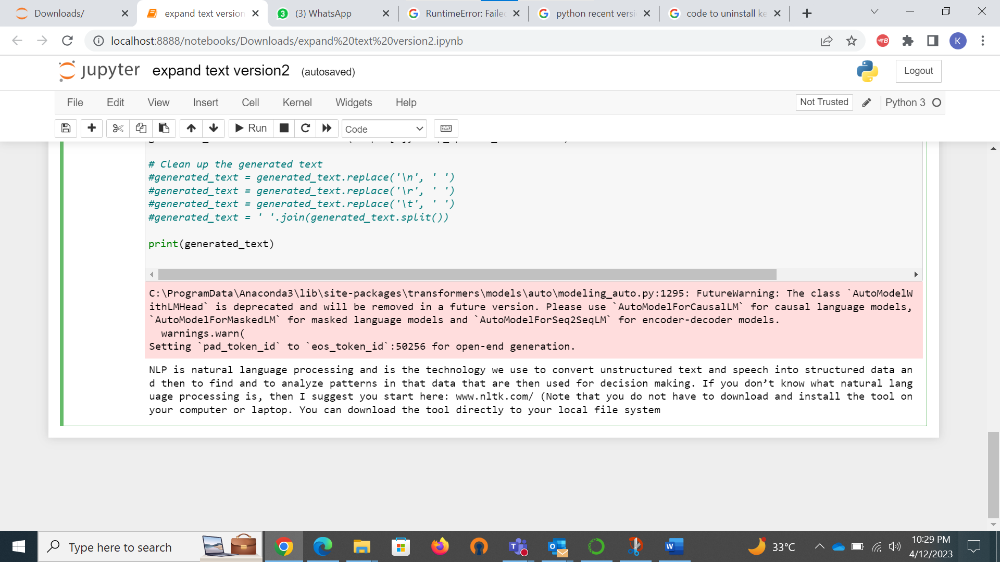 Downloads/
expand text version
(3) WhatsApp
RuntimeError: Failed
python recent versi
code to uninstall ke
localhost:8888/notebooks/Downloads/expand%20text%20version2.ipynb
K
jupyter expand text version2 (autosaved)
Logout
File Edit View Insert Cell Kernel Widgets Help
Not Trusted
Python 3
Run
Code
# Clean up the generated text
#generated_text = generated_text.replace('\n', ' ')
#generated_text = generated_text.replace('\r', ' ')
#generated_text = generated_text.replace('\t', ' ')
#generated_text = ' '.join(generated_text.split())
print(generated_text)
C:\ProgramData\Anaconda3\lib\site-packages\transformers\models\auto\modeling_auto.py:1295: FutureWarning: The class `AutoModelW
ithLMHead` is deprecated and will be removed in a future version. Please use `AutoModelForCausalLM` for causal language models,
`AutoModelForMaskedLM` for masked language models and `AutoModelForSeq2SeqLM` for encoder-decoder models.
warnings.warn(
Setting `pad_token_id` to `eos_token_id`:50256 for open-end generation.
NLP is natural language processing and is the technology we use to convert unstructured text and speech into structured data an
d then to find and to analyze patterns in that data that are then used for decision making. If you don’t know what natural lang
uage processing is, then I suggest you start here: www.nltk.com/ (Note that you do not have to download and install the tool on
your computer or laptop. You can download the tool directly to your local file system
Type here to search
33°C
10:29 PM
4/12/2023